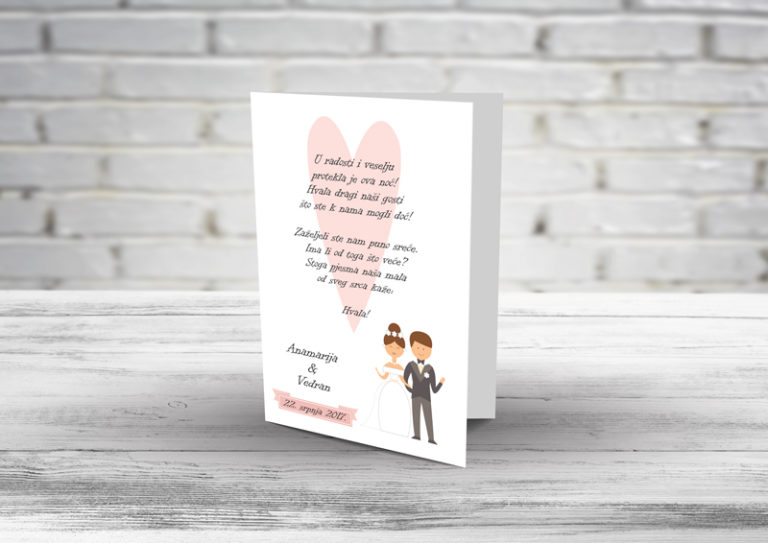 U radosti i veselju
protekla je ova noć!
Hvala dragi naši gosti
što ste k nama mogli doć!
Zaželjeli ste nam puno sreće.
Ima li od toga što veće?
Stoga pjesma naša mala
od sveg srca kaže:
Hvala!
Anamarija
&
Vedran
22. srpnja 2017.